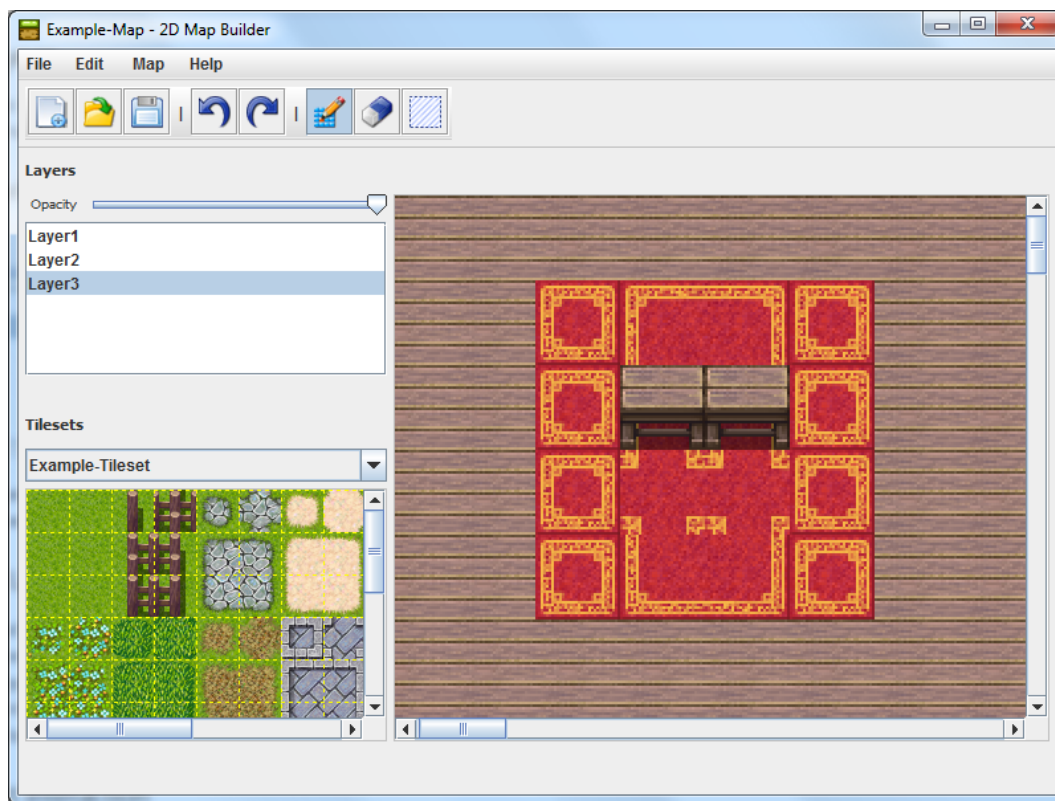 Example-Map - 2D Map Builder
File Edit Map Help
Layers
Opacity
Layer1
Layer2
Layer3
Tilesets
Example-Tileset